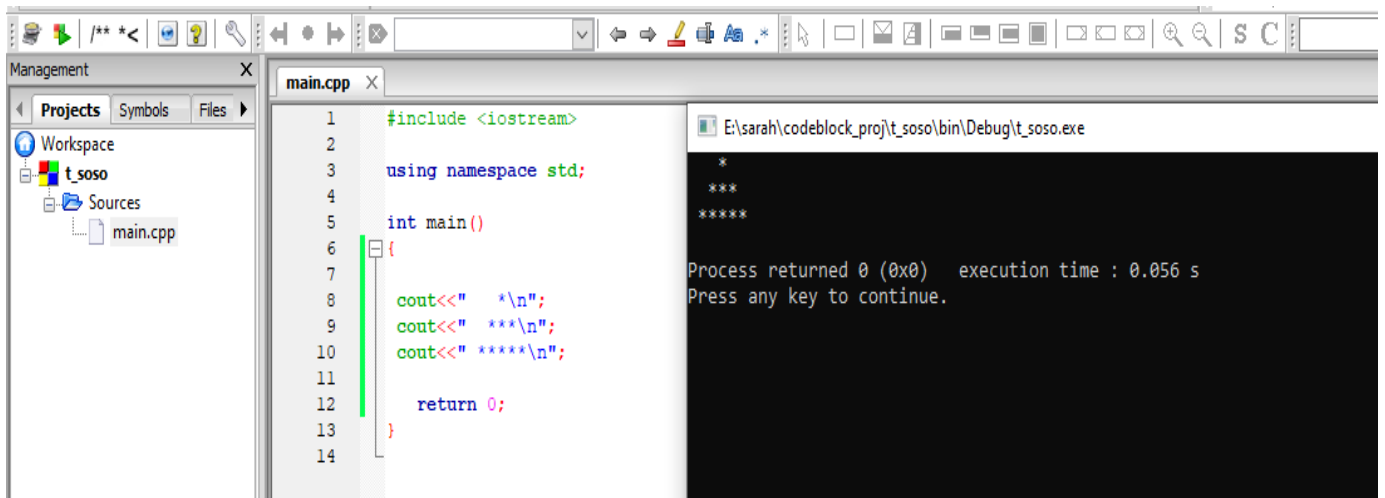 /** *<
S C
Management X
main.cpp X
Projects Symbols Files
Workspace
t_soso
Sources
main.cpp
1 #include <iostream>
2
3 using namespace std;
4
5 int main()
6 {
7
8 cout<<"   *\n";
9 cout<<"  ***\n";
10 cout<<" *****\n";
11
12 return 0;
13 }
14
E:\sarah\codeblock_proj\t_soso\bin\Debug\t_soso.exe
   *
  ***
 *****
Process returned 0 (0x0)   execution time : 0.056 s
Press any key to continue.